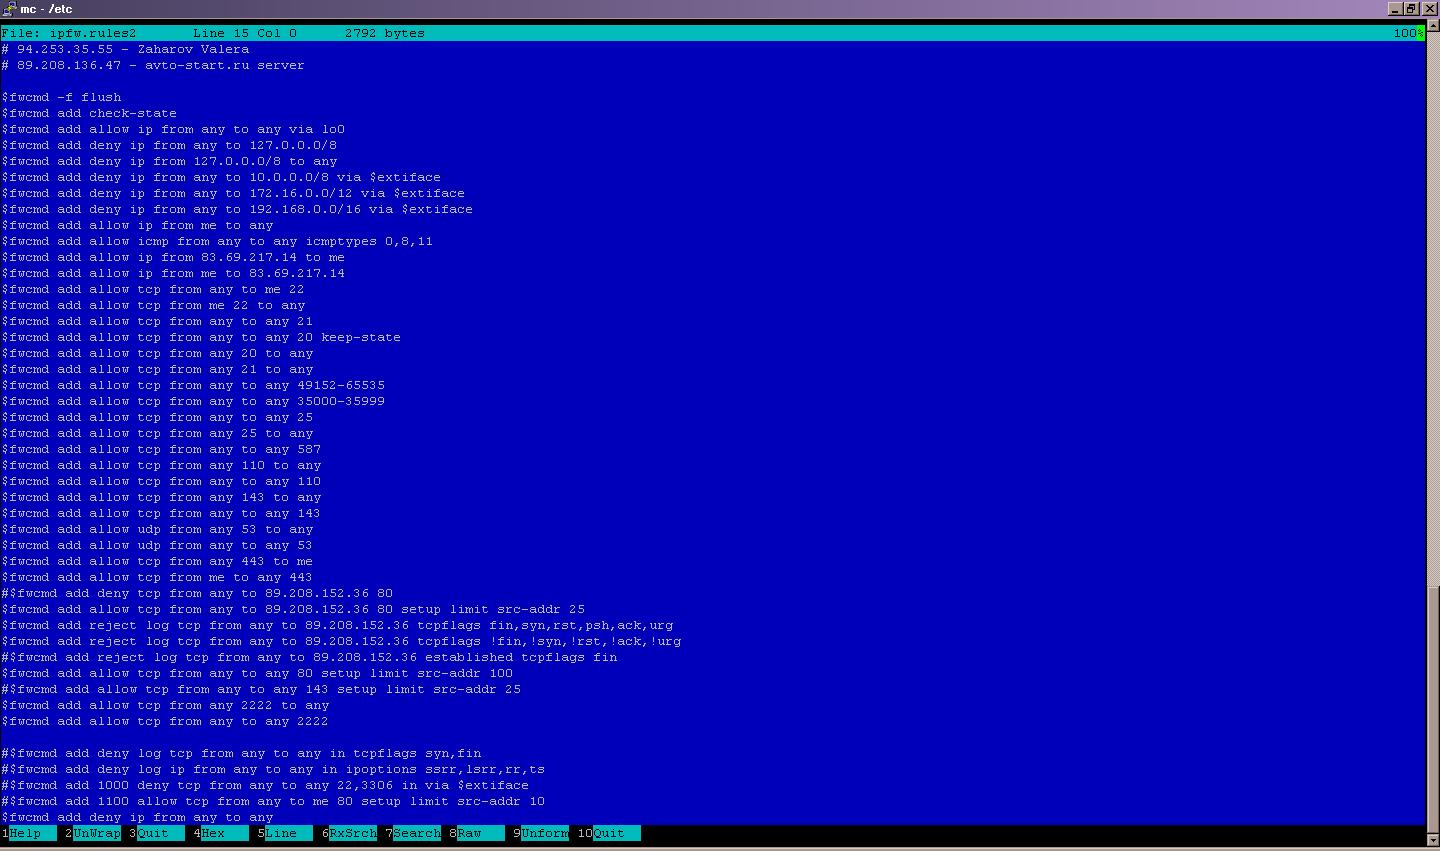 mc - /etc
File: ipfw.rules2 Line 15 Col 0 2792 bytes 100%
# 94.253.35.55 - Zaharov Valera
# 89.208.136.47 - avto-start.ru server
$fwcmd -f flush
$fwcmd add check-state
$fwcmd add allow ip from any to any via lo0
$fwcmd add deny ip from any to 127.0.0.0/8
$fwcmd add deny ip from 127.0.0.0/8 to any
$fwcmd add deny ip from any to 10.0.0.0/8 via $extiface
$fwcmd add deny ip from any to 172.16.0.0/12 via $extiface
$fwcmd add deny ip from any to 192.168.0.0/16 via $extiface
$fwcmd add allow ip from me to any
$fwcmd add allow icmp from any to any icmptypes 0,8,11
$fwcmd add allow ip from 83.69.217.14 to me
$fwcmd add allow ip from me to 83.69.217.14
$fwcmd add allow tcp from any to me 22
$fwcmd add allow tcp from me 22 to any
$fwcmd add allow tcp from any to any 21
$fwcmd add allow tcp from any to any 20 keep-state
$fwcmd add allow tcp from any 20 to any
$fwcmd add allow tcp from any 21 to any
$fwcmd add allow tcp from any to any 49152-65535
$fwcmd add allow tcp from any to any 35000-35999
$fwcmd add allow tcp from any to any 25
$fwcmd add allow tcp from any 25 to any
$fwcmd add allow tcp from any to any 587
$fwcmd add allow tcp from any 110 to any
$fwcmd add allow tcp from any to any 110
$fwcmd add allow tcp from any 143 to any
$fwcmd add allow tcp from any to any 143
$fwcmd add allow udp from any 53 to any
$fwcmd add allow udp from any to any 53
$fwcmd add allow tcp from any 443 to me
$fwcmd add allow tcp from me to any 443
#$fwcmd add deny tcp from any to 89.208.152.36 80
$fwcmd add allow tcp from any to 89.208.152.36 80 setup limit src-addr 25
$fwcmd add reject log tcp from any to 89.208.152.36 tcpflags fin,syn,rst,psh,ack,urg
$fwcmd add reject log tcp from any to 89.208.152.36 tcpflags !fin,!syn,!rst,!ack,!urg
#$fwcmd add reject log tcp from any to 89.208.152.36 established tcpflags fin
$fwcmd add allow tcp from any to any 80 setup limit src-addr 100
#$fwcmd add allow tcp from any to any 143 setup limit src-addr 25
$fwcmd add allow tcp from any 2222 to any
$fwcmd add allow tcp from any to any 2222
#$fwcmd add deny log tcp from any to any in tcpflags syn,fin
#$fwcmd add deny log ip from any to any in ipoptions ssrr,lsrr,rr,ts
#$fwcmd add 1000 deny tcp from any to any 22,3306 in via $extiface
#$fwcmd add 1100 allow tcp from any to me 80 setup limit src-addr 10
$fwcmd add deny ip from any to any
1Help 2UnWrap 3Quit 4Hex 5Line 6RxSrch 7Search 8Raw 9Unform 10Quit